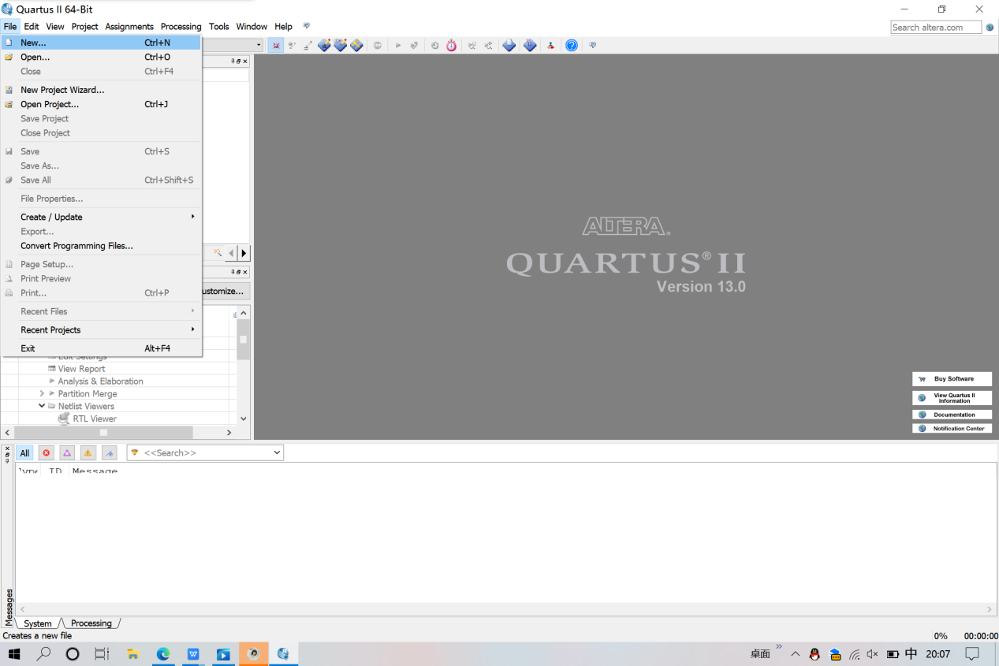 Quartus II 64-Bit
File Edit View Project Assignments Processing Tools Window Help
Search altera.com
New... Ctrl+N
Open... Ctrl+O
Close Ctrl+F4
New Project Wizard...
Open Project... Ctrl+J
Save Project
Close Project
Save Ctrl+S
Save As...
Save All Ctrl+Shift+S
File Properties...
Create / Update
Export...
Convert Programming Files...
Page Setup...
Print Preview
Print... Ctrl+P
Recent Files
Recent Projects
Exit Alt+F4
ustomize...
Edit Settings
View Report
Analysis & Elaboration
Partition Merge
Netlist Viewers
RTL Viewer
ALTERA®
QUARTUS® II
Version 13.0
Buy Software
View Quartus II
Information
Documentation
Notification Center
All <<Search>>
Type ID Message
Messages
System Processing
Creates a new file
0% 00:00:00
桌面 中 20:07